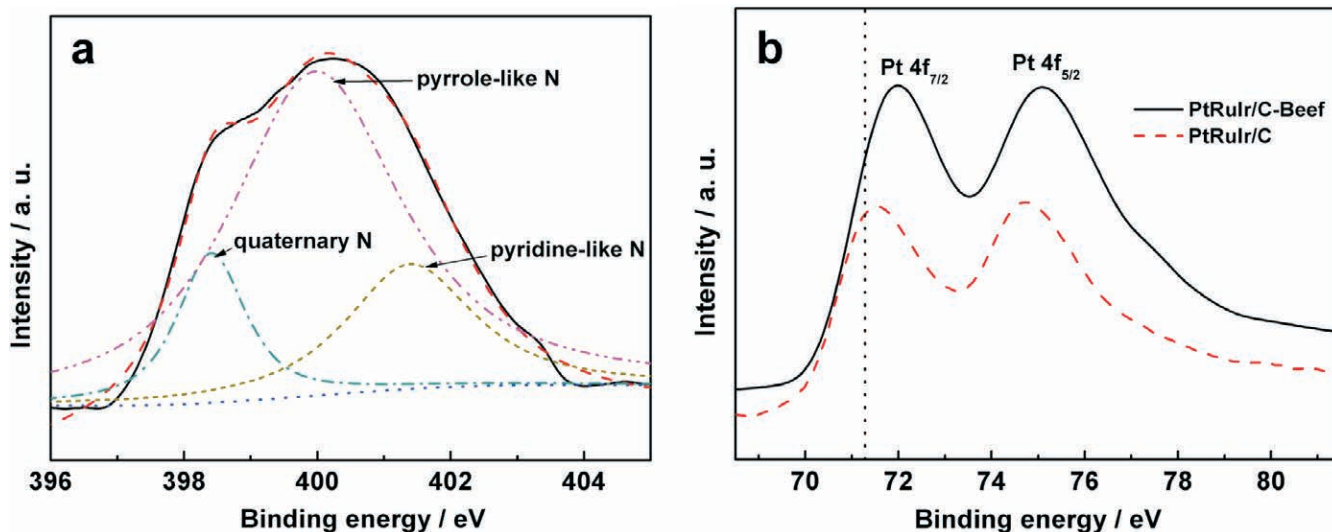 a
pyrrole-like N
quaternary N
pyridine-like N
Intensity / a. u.
396 398 400 402 404
Binding energy / eV
b
Pt 4f7/2 Pt 4f5/2
PtRuIr/C-Beef
PtRuIr/C
Intensity / a. u.
70 72 74 76 78 80
Binding energy / eV